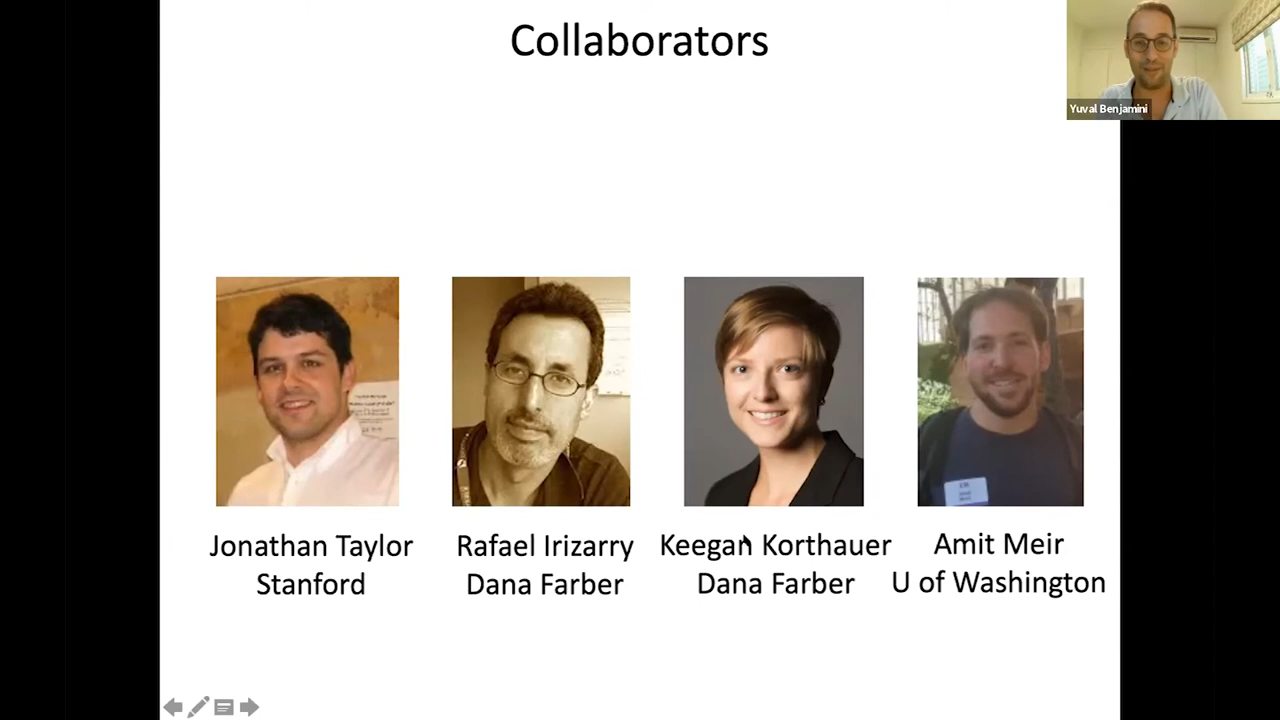 Collaborators
Yuval Benjamini
Jonathan Taylor
Stanford
Rafael Irizarry
Dana Farber
Keegan Korthauer
Dana Farber
Amit Meir
U of Washington